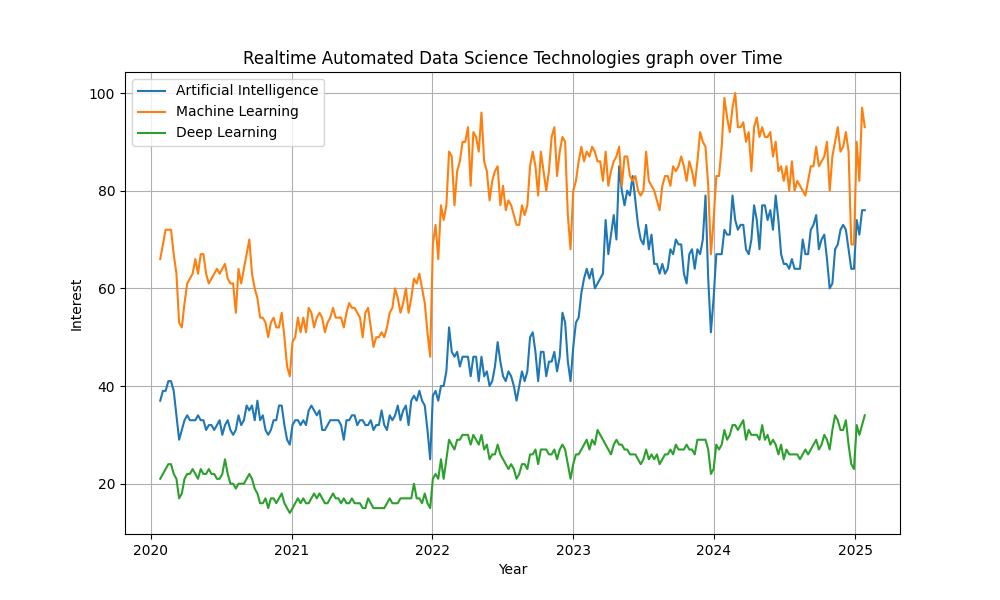 Realtime Automated Data Science Technologies graph over Time
Artificial Intelligence
Machine Learning
Deep Learning
100
80
60
40
20
Interest
2020 2021 2022 2023 2024 2025
Year